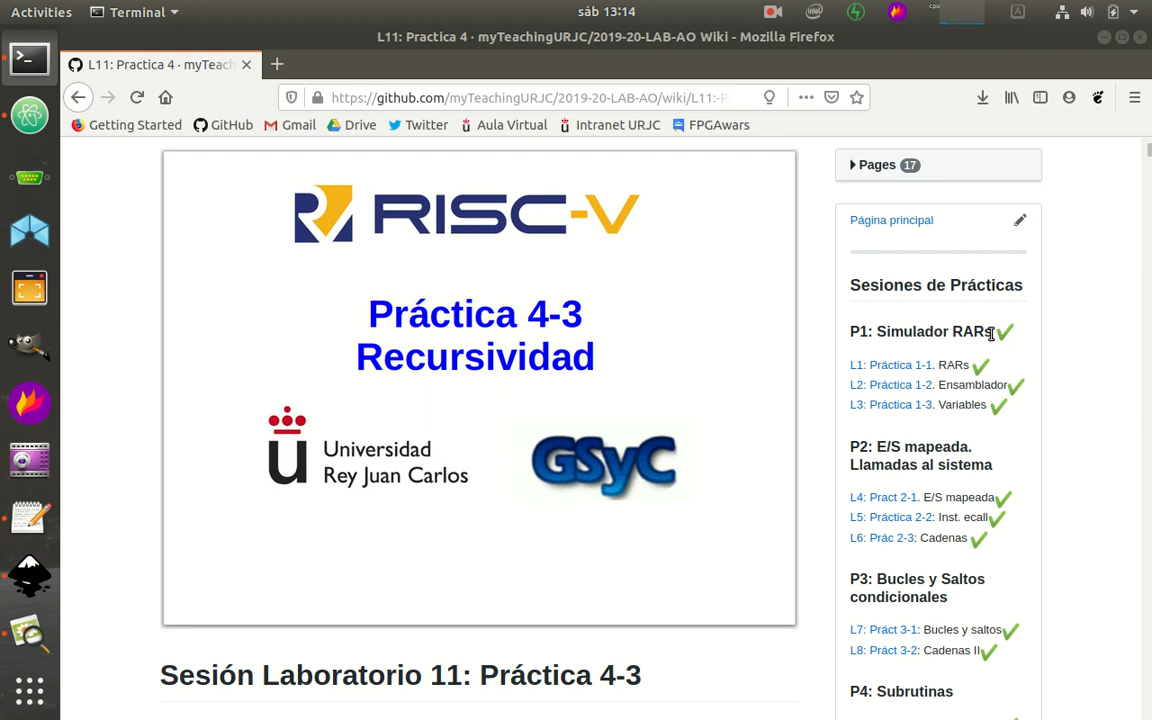 Activities
Terminal
sáb 13:14
cpu
A
L11: Practica 4 · myTeachingURJC/2019-20-LAB-AO Wiki - Mozilla Firefox
L11: Practica 4 · myTeach
https://github.com/myTeachingURJC/2019-20-LAB-AO/wiki/L11:-P
Getting Started
GitHub
Gmail
Drive
Twitter
Aula Virtual
Intranet URJC
FPGAwars
RISC-V
Práctica 4-3
Recursividad
Universidad
Rey Juan Carlos
GSyC
Sesión Laboratorio 11: Práctica 4-3
Pages 17
Página principal
Sesiones de Prácticas
P1: Simulador RARs
L1: Práctica 1-1. RARs
L2: Práctica 1-2. Ensamblador
L3: Práctica 1-3. Variables
P2: E/S mapeada.
Llamadas al sistema
L4: Pract 2-1. E/S mapeada
L5: Práctica 2-2: Inst. ecall
L6: Prác 2-3: Cadenas
P3: Bucles y Saltos
condicionales
L7: Práct 3-1: Bucles y saltos
L8: Práct 3-2: Cadenas II
P4: Subrutinas